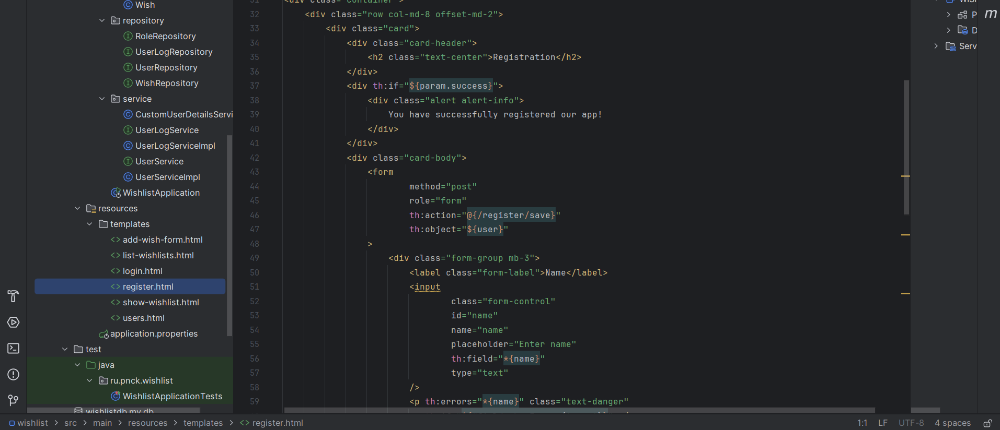 Wish
repository
RoleRepository
UserLogRepository
UserRepository
WishRepository
service
CustomUserDetailsServi
UserLogService
UserLogServiceImpl
UserService
UserServiceImpl
WishlistApplication
resources
templates
add-wish-form.html
list-wishlists.html
login.html
register.html
show-wishlist.html
users.html
application.properties
test
java
ru.pnck.wishlist
WishlistApplicationTests
wishlistdb.mv.db
31 <div class="container">
32 <div class="row col-md-8 offset-md-2">
33 <div class="card">
34 <div class="card-header">
35 <h2 class="text-center">Registration</h2>
36 </div>
37 <div th:if="${param.success}">
38 <div class="alert alert-info">
39 You have successfully registered our app!
40 </div>
41 </div>
42 <div class="card-body">
43 <form
44 method="post"
45 role="form"
46 th:action="@{/register/save}"
47 th:object="${user}"
48 >
49 <div class="form-group mb-3">
50 <label class="form-label">Name</label>
51 <input
52 class="form-control"
53 id="name"
54 name="name"
55 placeholder="Enter name"
56 th:field="*{name}"
57 type="text"
58 />
59 <p th:errors="*{name}" class="text-danger"
P
D
Serv
m
wishlist > src > main > resources > templates > register.html
1:1 LF UTF-8 4 spaces